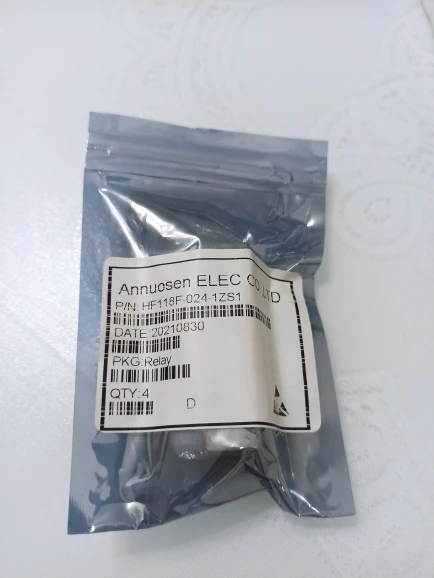 Annuosen ELEC CO.,LTD
P/N: HF118F-024-1ZS1
DATE:20210830
PKG:Relay
QTY:4
D